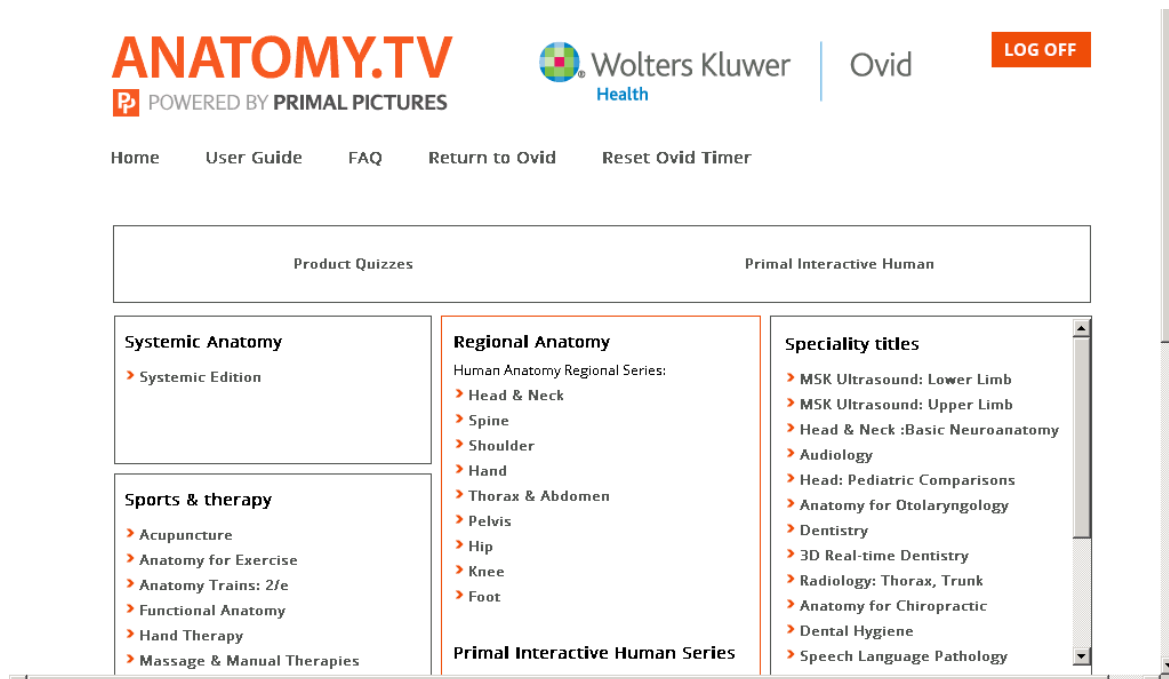 ANATOMY.TV
POWERED BY PRIMAL PICTURES
Wolters Kluwer
Health
Ovid
LOG OFF
Home
User Guide
FAQ
Return to Ovid
Reset Ovid Timer
Product Quizzes
Primal Interactive Human
Systemic Anatomy
Systemic Edition
Sports & therapy
Acupuncture
Anatomy for Exercise
Anatomy Trains: 2/e
Functional Anatomy
Hand Therapy
Massage & Manual Therapies
Regional Anatomy
Human Anatomy Regional Series:
Head & Neck
Spine
Shoulder
Hand
Thorax & Abdomen
Pelvis
Hip
Knee
Foot
Primal Interactive Human Series
Speciality titles
MSK Ultrasound: Lower Limb
MSK Ultrasound: Upper Limb
Head & Neck :Basic Neuroanatomy
Audiology
Head: Pediatric Comparisons
Anatomy for Otolaryngology
Dentistry
3D Real-time Dentistry
Radiology: Thorax, Trunk
Anatomy for Chiropractic
Dental Hygiene
Speech Language Pathology